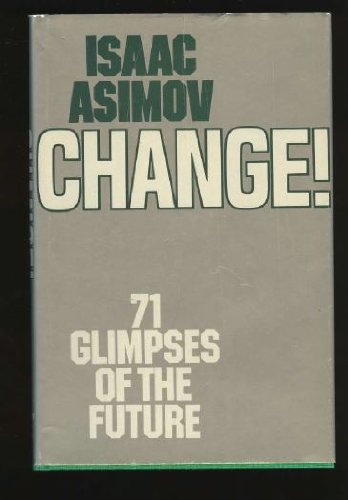 ISAAC
ASIMOV
CHANGE!
71
GLIMPSES
OF THE
FUTURE